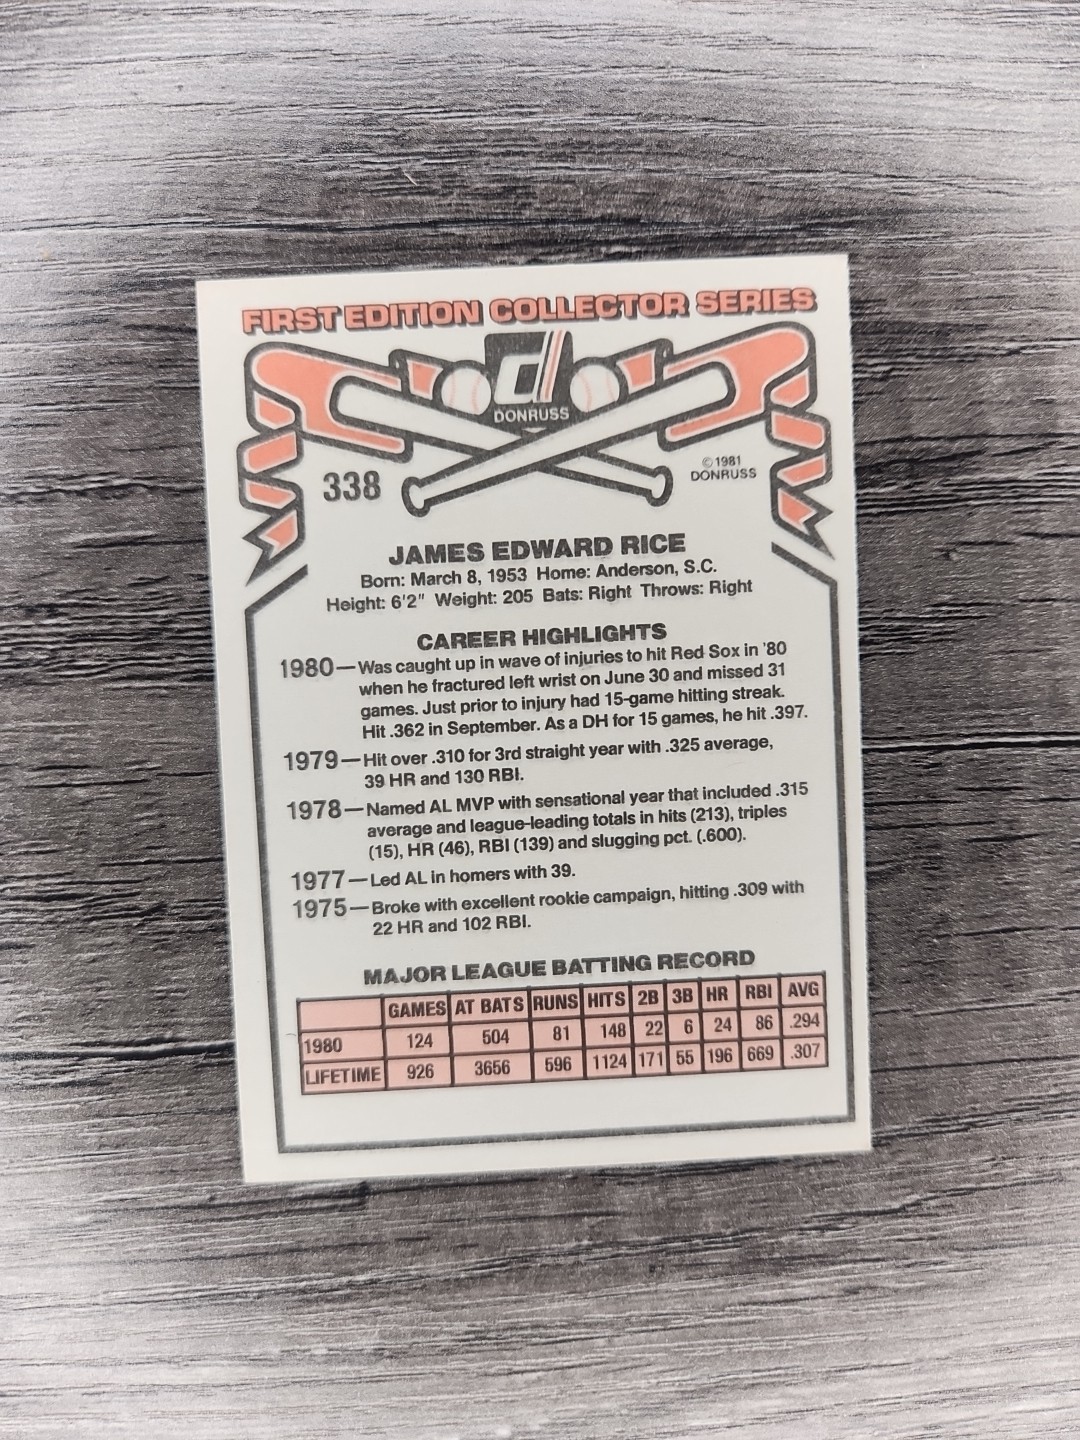 FIRST EDITION COLLECTOR SERIES
d
DONRUSS
338
© 1981
DONRUSS
JAMES EDWARD RICE
Born: March 8, 1953 Home: Anderson, S.C.
Height: 6'2" Weight: 205 Bats: Right Throws: Right
CAREER HIGHLIGHTS
1980—Was caught up in wave of injuries to hit Red Sox in '80
when he fractured left wrist on June 30 and missed 31
games. Just prior to injury had 15-game hitting streak.
Hit .362 in September. As a DH for 15 games, he hit .397.
1979—Hit over .310 for 3rd straight year with .325 average,
39 HR and 130 RBI.
1978—Named AL MVP with sensational year that included .315
average and league-leading totals in hits (213), triples
(15), HR (46), RBI (139) and slugging pct. (.600).
1977—Led AL in homers with 39.
1975—Broke with excellent rookie campaign, hitting .309 with
22 HR and 102 RBI.
MAJOR LEAGUE BATTING RECORD
GAMES AT BATS RUNS HITS 2B 3B HR RBI AVG
1980 124 504 81 148 22 6 24 86 .294
LIFETIME 926 3656 596 1124 171 55 196 669 .307